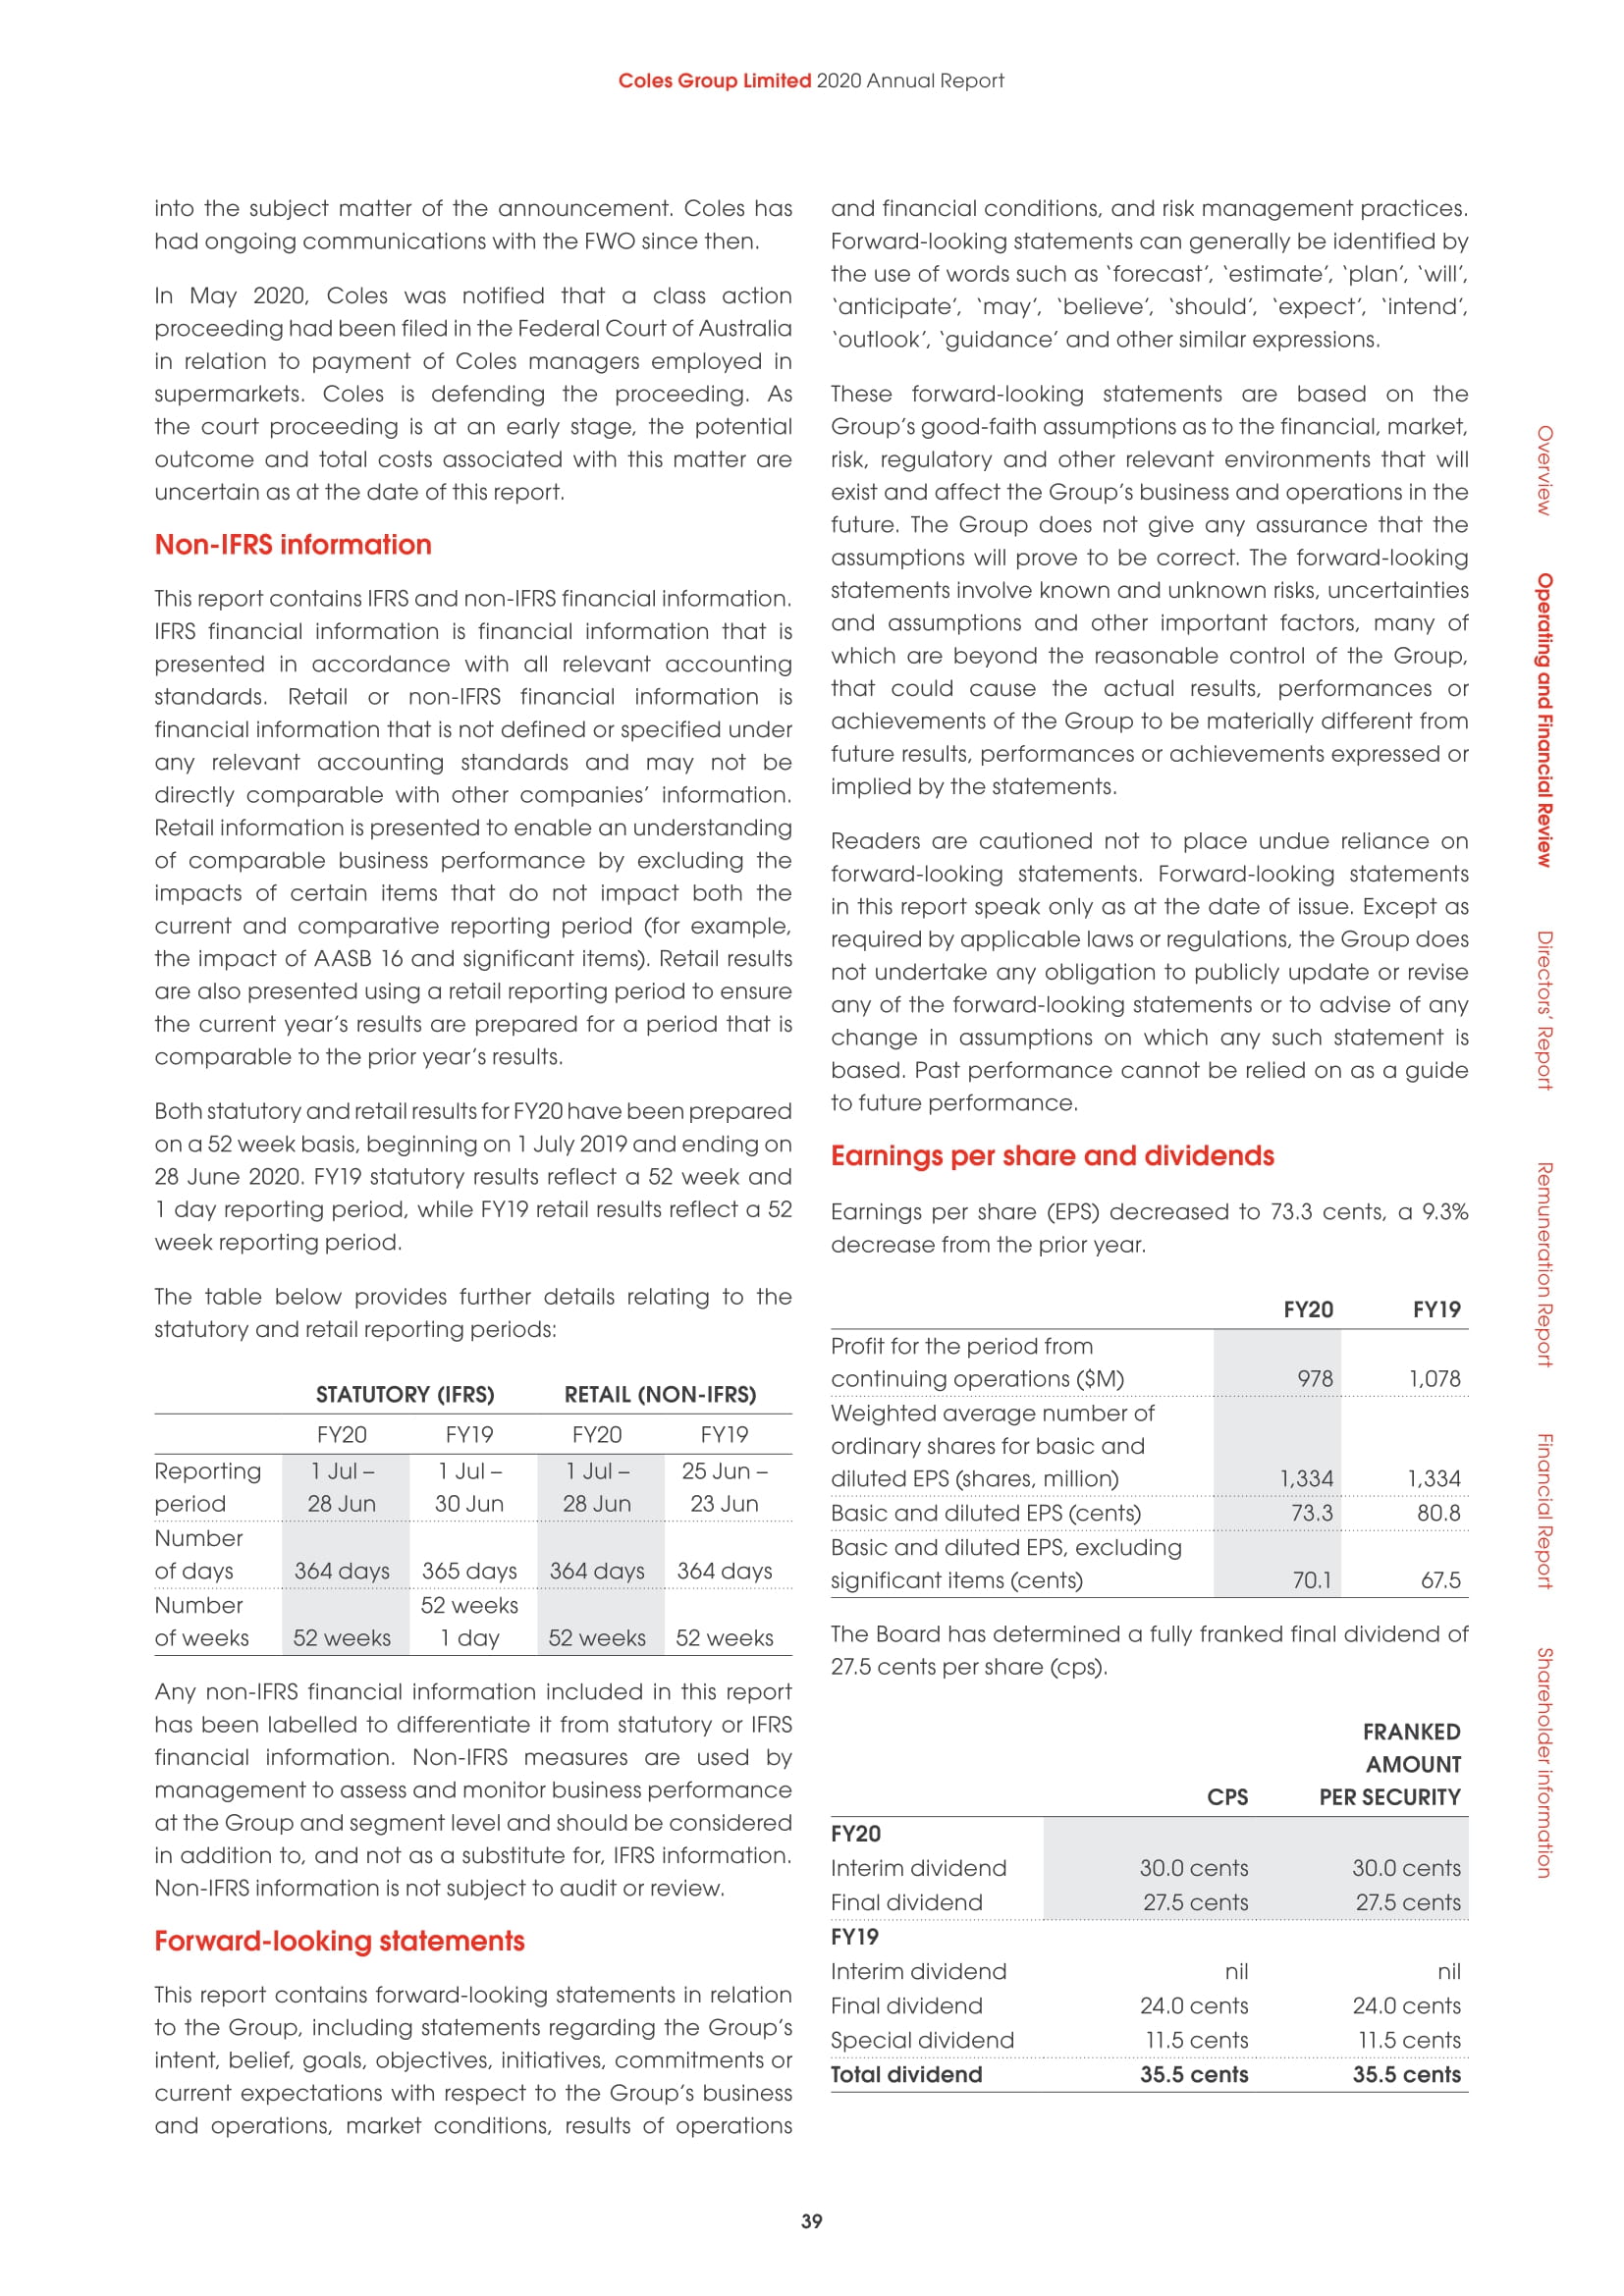 Coles Group Limited 2020 Annual Report
into the subject matter of the announcement. Coles has
had ongoing communications with the FWO since then.
In May 2020, Coles was notified that a class action
proceeding had been filed in the Federal Court of Australia
in relation to payment of Coles managers employed in
supermarkets. Coles is defending the proceeding. As
the court proceeding is at an early stage, the potential
outcome and total costs associated with this matter are
uncertain as at the date of this report.
Non-IFRS information
This report contains IFRS and non-IFRS financial information.
IFRS financial information is financial information that is
presented in accordance with all relevant accounting
standards. Retail or non-IFRS financial information is
financial information that is not defined or specified under
any relevant accounting standards and may not be
directly comparable with other companies' information.
Retail information is presented to enable an understanding
of comparable business performance by excluding the
impacts of certain items that do not impact both the
current and comparative reporting period (for example,
the impact of AASB 16 and significant items). Retail results
are also presented using a retail reporting period to ensure
the current year's results are prepared for a period that is
comparable to the prior year's results.
Both statutory and retail results for FY20 have been prepared
on a 52 week basis, beginning on 1 July 2019 and ending on
28 June 2020. FY19 statutory results reflect a 52 week and
1 day reporting period, while FY19 retail results reflect a 52
week reporting period.
The table below provides further details relating to the
statutory and retail reporting periods:
STATUTORY (IFRS) RETAIL (NON-IFRS)
FY20 FY19 FY20 FY19
Reporting 1 Jul – 1 Jul – 1 Jul – 25 Jun –
period 28 Jun 30 Jun 28 Jun 23 Jun
Number
of days 364 days 365 days 364 days 364 days
Number 52 weeks
of weeks 52 weeks 1 day 52 weeks 52 weeks
Any non-IFRS financial information included in this report
has been labelled to differentiate it from statutory or IFRS
financial information. Non-IFRS measures are used by
management to assess and monitor business performance
at the Group and segment level and should be considered
in addition to, and not as a substitute for, IFRS information.
Non-IFRS information is not subject to audit or review.
Forward-looking statements
This report contains forward-looking statements in relation
to the Group, including statements regarding the Group's
intent, belief, goals, objectives, initiatives, commitments or
current expectations with respect to the Group's business
and operations, market conditions, results of operations
and financial conditions, and risk management practices.
Forward-looking statements can generally be identified by
the use of words such as 'forecast', 'estimate', 'plan', 'will',
'anticipate', 'may', 'believe', 'should', 'expect', 'intend',
'outlook', 'guidance' and other similar expressions.
These forward-looking statements are based on the
Group's good-faith assumptions as to the financial, market,
risk, regulatory and other relevant environments that will
exist and affect the Group's business and operations in the
future. The Group does not give any assurance that the
assumptions will prove to be correct. The forward-looking
statements involve known and unknown risks, uncertainties
and assumptions and other important factors, many of
which are beyond the reasonable control of the Group,
that could cause the actual results, performances or
achievements of the Group to be materially different from
future results, performances or achievements expressed or
implied by the statements.
Readers are cautioned not to place undue reliance on
forward-looking statements. Forward-looking statements
in this report speak only as at the date of issue. Except as
required by applicable laws or regulations, the Group does
not undertake any obligation to publicly update or revise
any of the forward-looking statements or to advise of any
change in assumptions on which any such statement is
based. Past performance cannot be relied on as a guide
to future performance.
Earnings per share and dividends
Earnings per share (EPS) decreased to 73.3 cents, a 9.3%
decrease from the prior year.
FY20 FY19
Profit for the period from
continuing operations ($M) 978 1,078
Weighted average number of
ordinary shares for basic and
diluted EPS (shares, million) 1,334 1,334
Basic and diluted EPS (cents) 73.3 80.8
Basic and diluted EPS, excluding
significant items (cents) 70.1 67.5
The Board has determined a fully franked final dividend of
27.5 cents per share (cps).
FRANKED
AMOUNT
CPS PER SECURITY
FY20
Interim dividend 30.0 cents 30.0 cents
Final dividend 27.5 cents 27.5 cents
FY19
Interim dividend nil nil
Final dividend 24.0 cents 24.0 cents
Special dividend 11.5 cents 11.5 cents
Total dividend 35.5 cents 35.5 cents
Overview
Operating and Financial Review
Directors' Report
Remuneration Report
Financial Report
Shareholder information
39